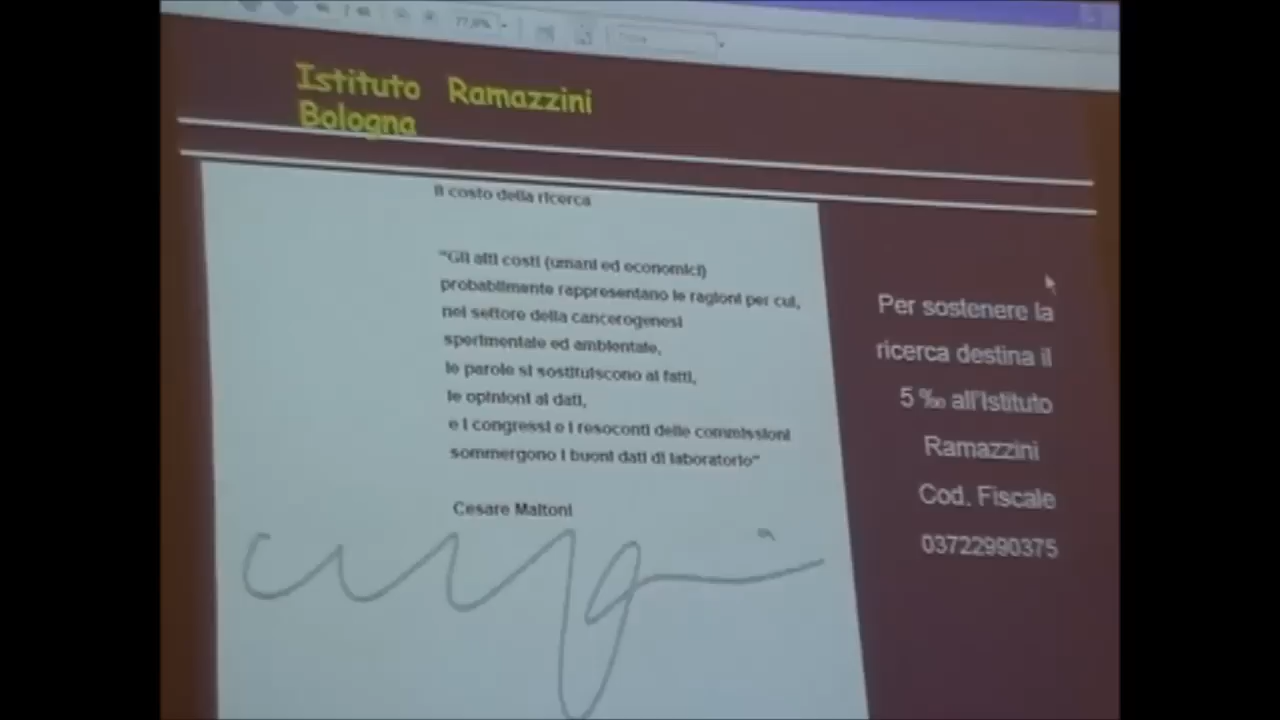 77,8%
Istituto Ramazzini
Bologna
Il costo della ricerca
"Gli alti costi (umani ed economici)
probabilmente rappresentano le ragioni per cui,
nel settore della cancerogenesi
sperimentale ed ambientale,
le parole si sostituiscono ai fatti,
le opinioni ai dati,
e i congressi e i resoconti delle commissioni
sommergono i buoni dati di laboratorio"
Cesare Maltoni
Per sostenere la
ricerca destina il
5 ‰ all'Istituto
Ramazzini
Cod. Fiscale
03722990375